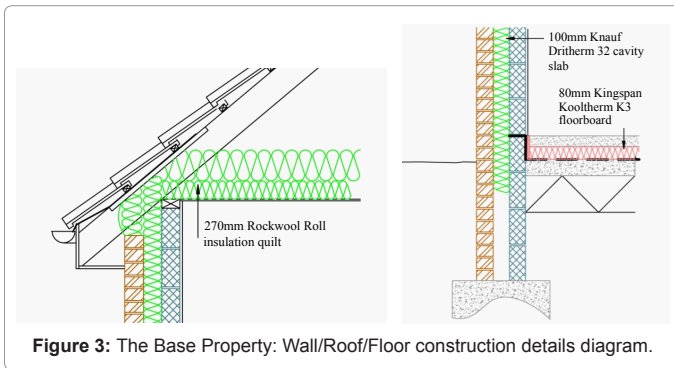 270mm Rockwool Roll
insulation quilt
100mm Knauf
Dritherm 32 cavity
slab
80mm Kingspan
Kooltherm K3
floorboard
Figure 3: The Base Property: Wall/Roof/Floor construction details diagram.